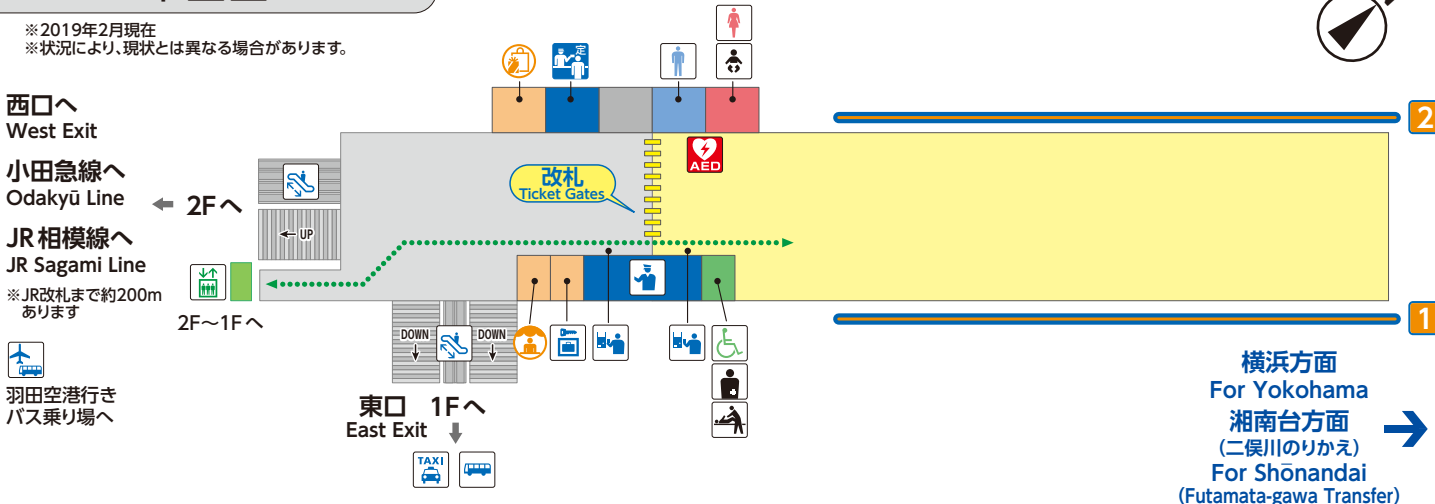 ※2019年2月現在
※状況により、現状とは異なる場合があります。
西口へ
West Exit
小田急線へ
Odakyū Line
2Fへ
JR相模線へ
JR Sagami Line
※JR改札まで約200m
あります
2F～1Fへ
羽田空港行き
バス乗り場へ
UP
定
改札
Ticket Gates
AED
DOWN
DOWN
東口 1Fへ
East Exit
TAXI
2
1
横浜方面
For Yokohama
湘南台方面
（二俣川のりかえ）
For Shōnandai
(Futamata-gawa Transfer)